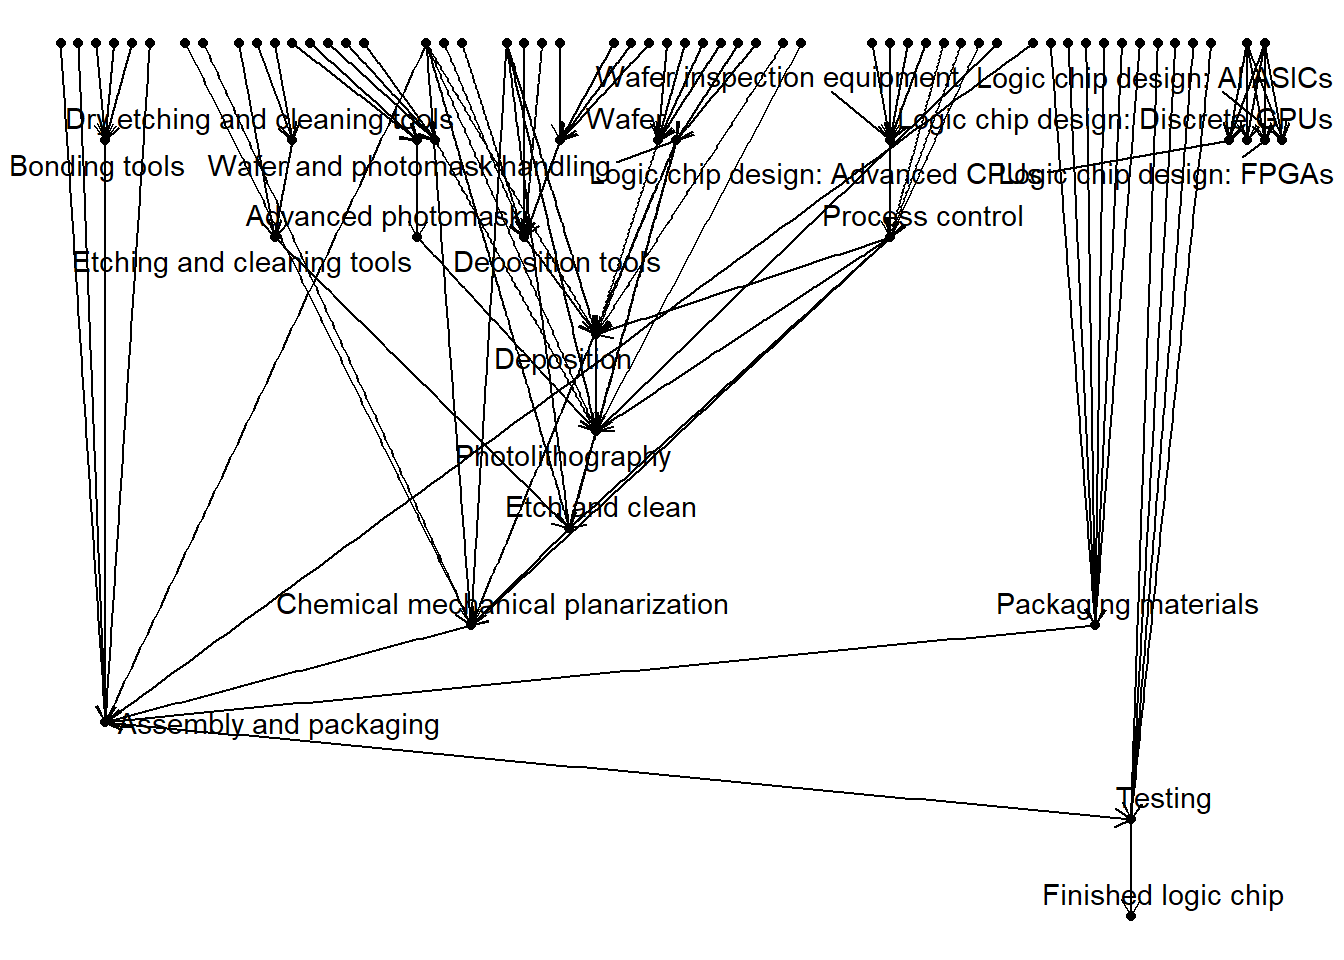 Wafer inspection equipment
Logic chip design: AI ASICs
Dry etching and cleaning tools
Wafer
Logic chip design: Discrete GPUs
Bonding tools
Wafer and photomask handling
Logic chip design: Advanced CPUs
Logic chip design: FPGAs
Advanced photomask
Process control
Etching and cleaning tools
Deposition tools
Deposition
Photolithography
Etch and clean
Chemical mechanical planarization
Packaging materials
Assembly and packaging
Testing
Finished logic chip